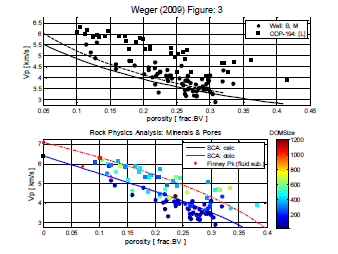 Weger (2009) Figure: 3
6.5
6
5.5
5
4.5
4
3.5
3
Vp [ km/s ]
Well: B, M
ODP-194: [L]
0.05 0.1 0.15 0.2 0.25 0.3 0.35 0.4 0.45
porosity [ frac.BV ]
Rock Physics Analysis: Minerals & Pores
DOMSize
7
6
5
4
3
Vp [ km/s ]
SCA: calc
SCA: dolo
Finney Pk (fluid sub.)
0 0.05 0.1 0.15 0.2 0.25 0.3 0.35 0.4
porosity [ frac.BV ]
1200
1000
800
600
400
200